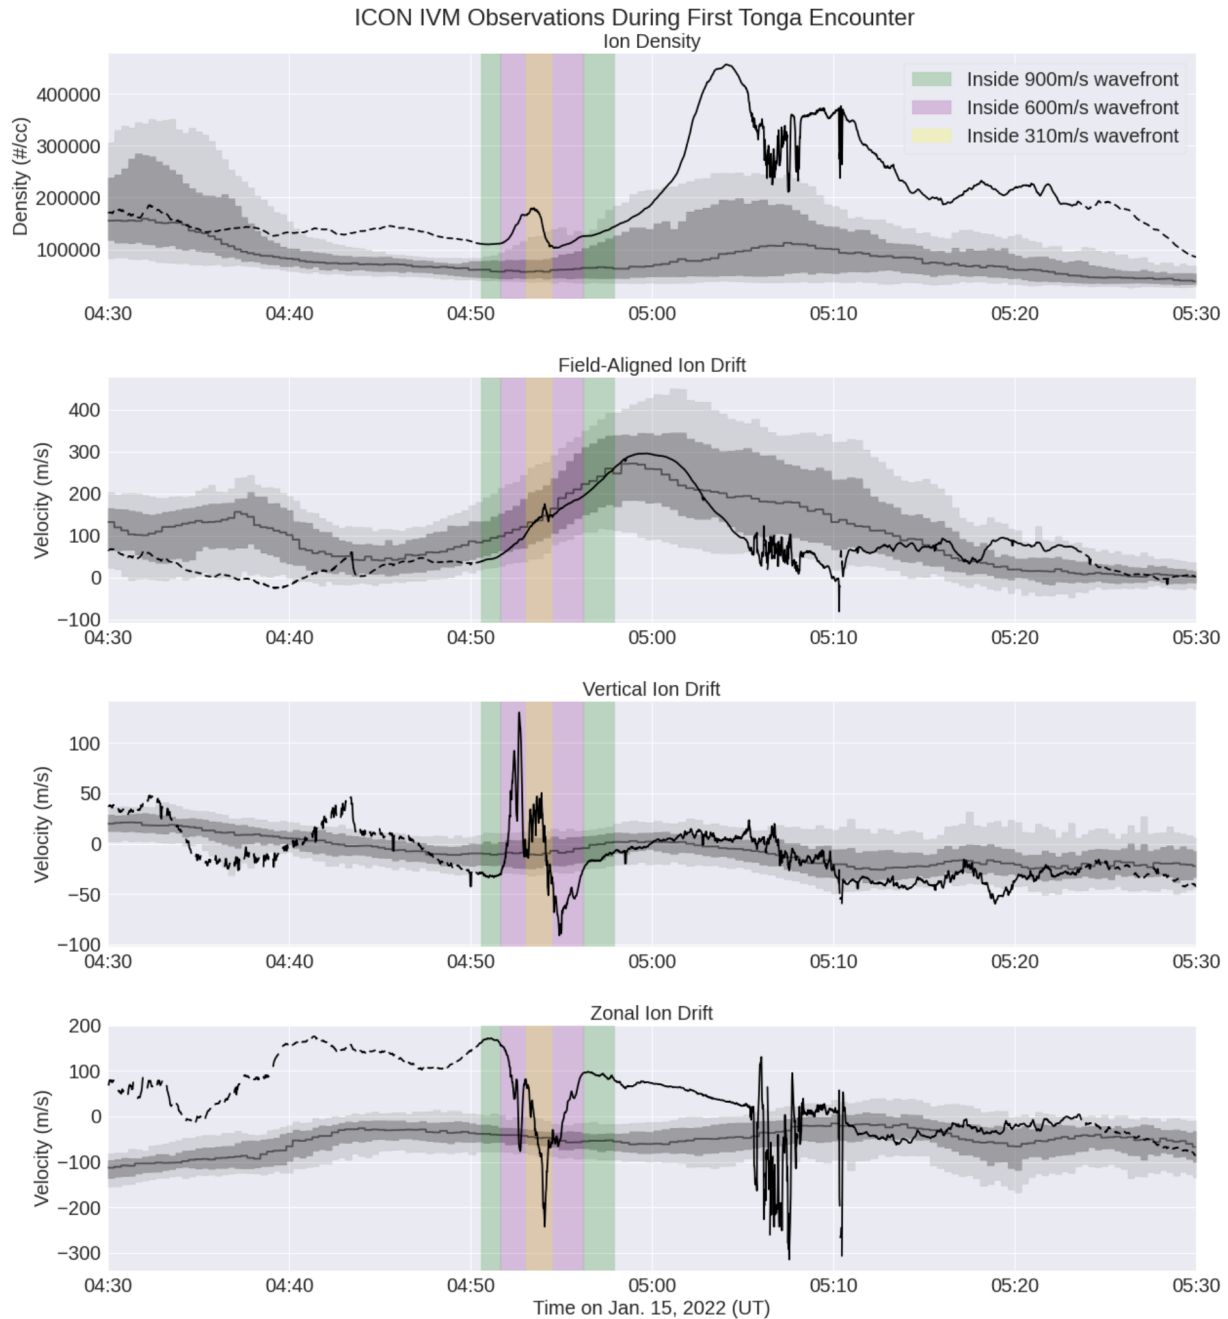 ICON IVM Observations During First Tonga Encounter
Ion Density
Inside 900m/s wavefront
Inside 600m/s wavefront
Inside 310m/s wavefront
Density (#/cc)
400000
300000
200000
100000
04:30 04:40 04:50 05:00 05:10 05:20 05:30
Field-Aligned Ion Drift
Velocity (m/s)
400
300
200
100
0
−100
04:30 04:40 04:50 05:00 05:10 05:20 05:30
Vertical Ion Drift
Velocity (m/s)
100
50
0
−50
−100
04:30 04:40 04:50 05:00 05:10 05:20 05:30
Zonal Ion Drift
Velocity (m/s)
200
100
0
−100
−200
−300
04:30 04:40 04:50 05:00 05:10 05:20 05:30
Time on Jan. 15, 2022 (UT)